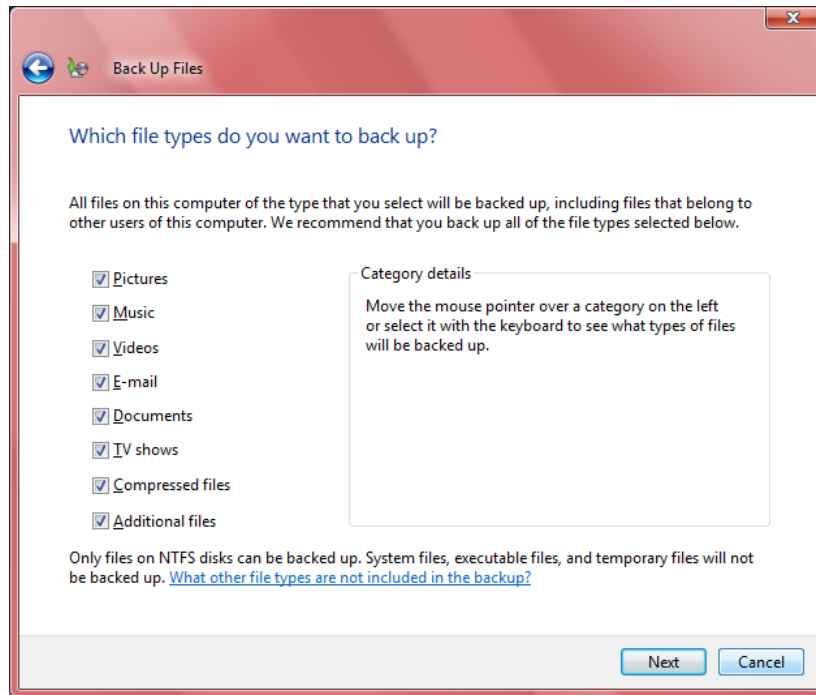 Back Up Files
Which file types do you want to back up?
All files on this computer of the type that you select will be backed up, including files that belong to
other users of this computer. We recommend that you back up all of the file types selected below.
Pictures
Music
Videos
E-mail
Documents
TV shows
Compressed files
Additional files
Category details
Move the mouse pointer over a category on the left
or select it with the keyboard to see what types of files
will be backed up.
Only files on NTFS disks can be backed up. System files, executable files, and temporary files will not
be backed up. What other file types are not included in the backup?
Next
Cancel